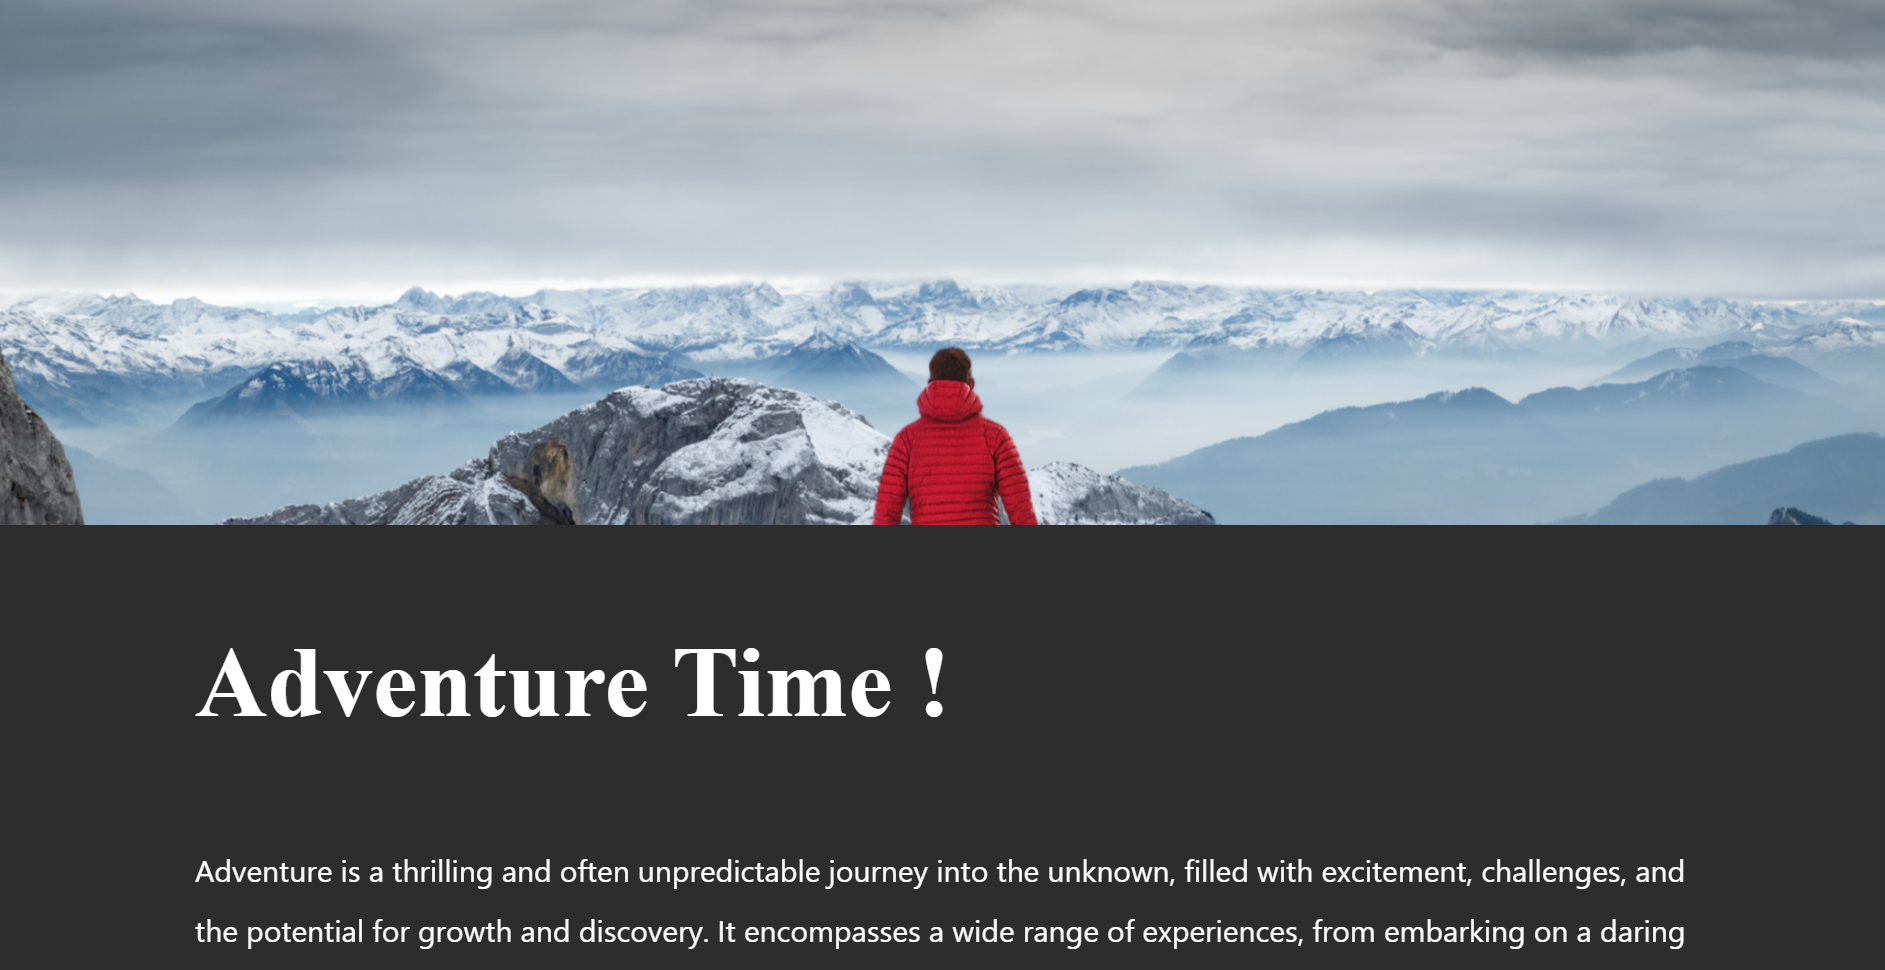 Adventure Time !
Adventure is a thrilling and often unpredictable journey into the unknown, filled with excitement, challenges, and
the potential for growth and discovery. It encompasses a wide range of experiences, from embarking on a daring